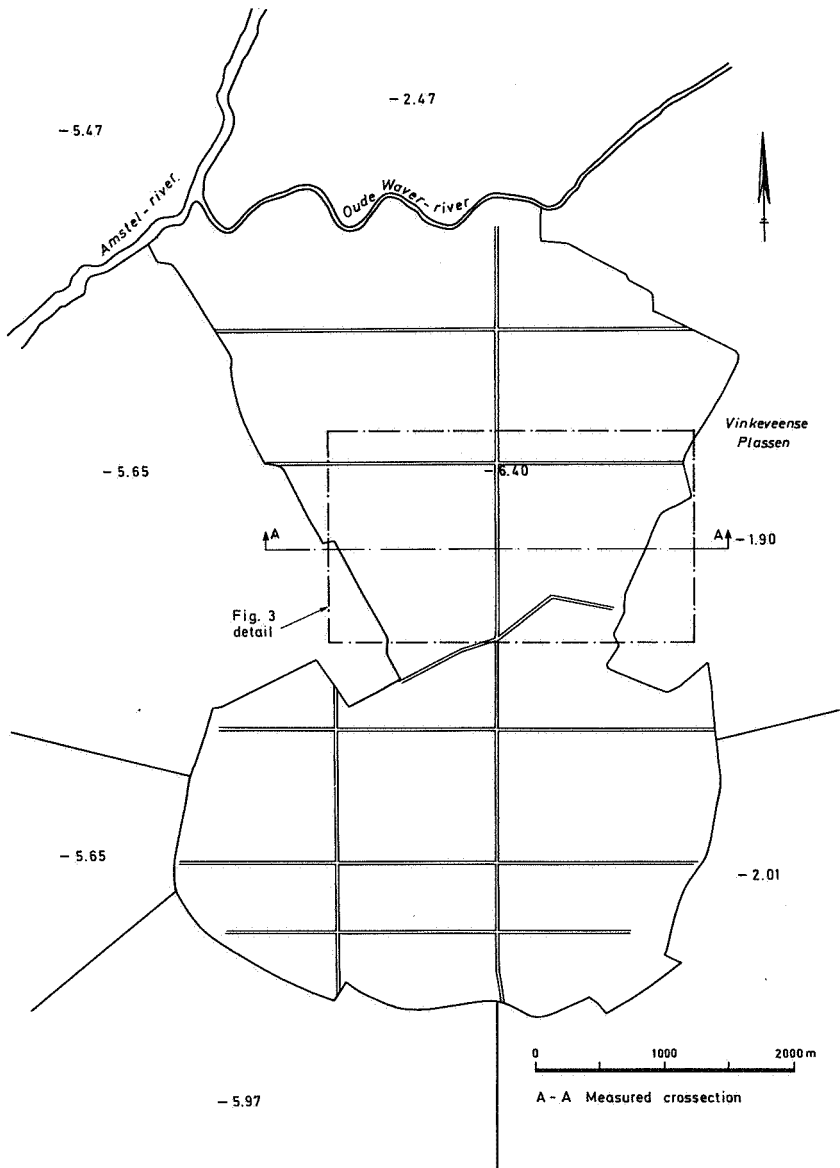 - 2.47
- 5.47
Amstel-river.
Oude Waver-river
Vinkeveense
Plassen
- 5.65
- 6.40
A
A
- 1.90
Fig. 3
detail
- 5.65
- 2.01
0 1000 2000 m
A - A Measured crossection
- 5.97